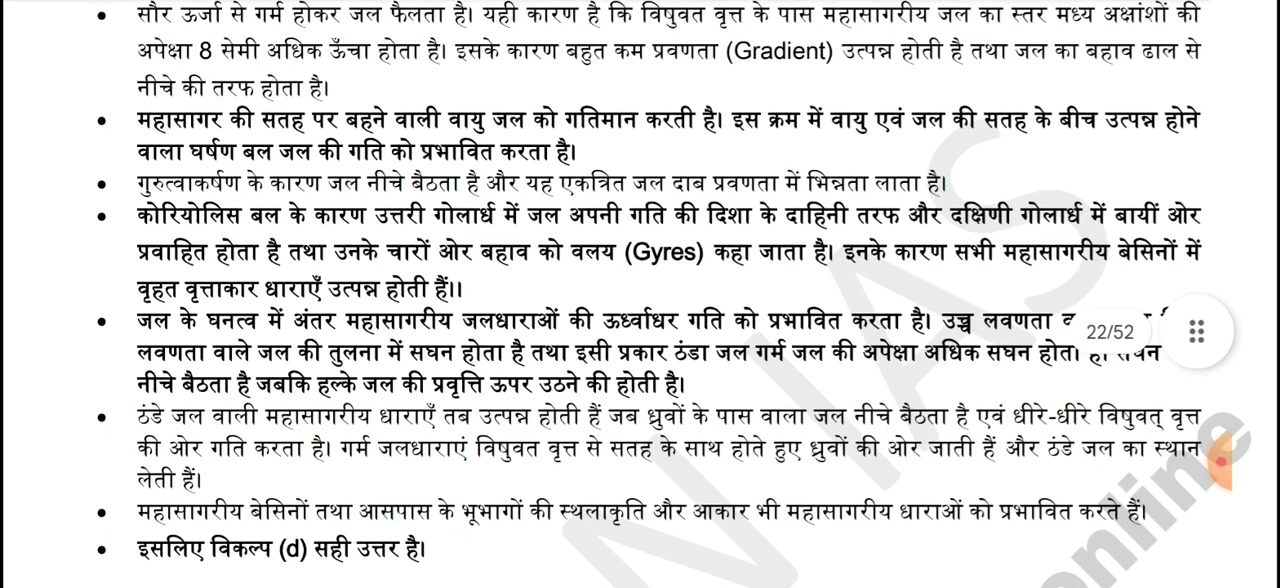 • सौर ऊर्जा से गर्म होकर जल फैलता है। यही कारण है कि विषुवत वृत्त के पास महासागरीय जल का स्तर मध्य अक्षांशों की
अपेक्षा 8 सेमी अधिक ऊँचा होता है। इसके कारण बहुत कम प्रवणता (Gradient) उत्पन्न होती है तथा जल का बहाव ढाल से
नीचे की तरफ होता है।
• महासागर की सतह पर बहने वाली वायु जल को गतिमान करती है। इस क्रम में वायु एवं जल की सतह के बीच उत्पन्न होने
वाला घर्षण बल जल की गति को प्रभावित करता है।
• गुरुत्वाकर्षण के कारण जल नीचे बैठता है और यह एकत्रित जल दाब प्रवणता में भिन्नता लाता है।
• कोरियोलिस बल के कारण उत्तरी गोलार्ध में जल अपनी गति की दिशा के दाहिनी तरफ और दक्षिणी गोलार्ध में बायीं ओर
प्रवाहित होता है तथा उनके चारों ओर बहाव को वलय (Gyres) कहा जाता है। इनके कारण सभी महासागरीय बेसिनों में
वृहत वृत्ताकार धाराएँ उत्पन्न होती हैं।।
• जल के घनत्व में अंतर महासागरीय जलधाराओं की ऊर्ध्वाधर गति को प्रभावित करता है। उच्च लवणता
22/52
लवणता वाले जल की तुलना में सघन होता है तथा इसी प्रकार ठंडा जल गर्म जल की अपेक्षा अधिक सघन
नीचे बैठता है जबकि हल्के जल की प्रवृत्ति ऊपर उठने की होती है।
• ठंडे जल वाली महासागरीय धाराएँ तब उत्पन्न होती हैं जब ध्रुवों के पास वाला जल नीचे बैठता है एवं धीरे-धीरे विषुवत् वृत्त
की ओर गति करता है। गर्म जलधाराएं विषुवत वृत्त से सतह के साथ होते हुए ध्रुवों की ओर जाती हैं और ठंडे जल का स्थान
लेती हैं।
• महासागरीय बेसिनों तथा आसपास के भूभागों की स्थलाकृति और आकार भी महासागरीय धाराओं को प्रभावित करते हैं।
• इसलिए विकल्प (d) सही उत्तर है।
N IAS
online